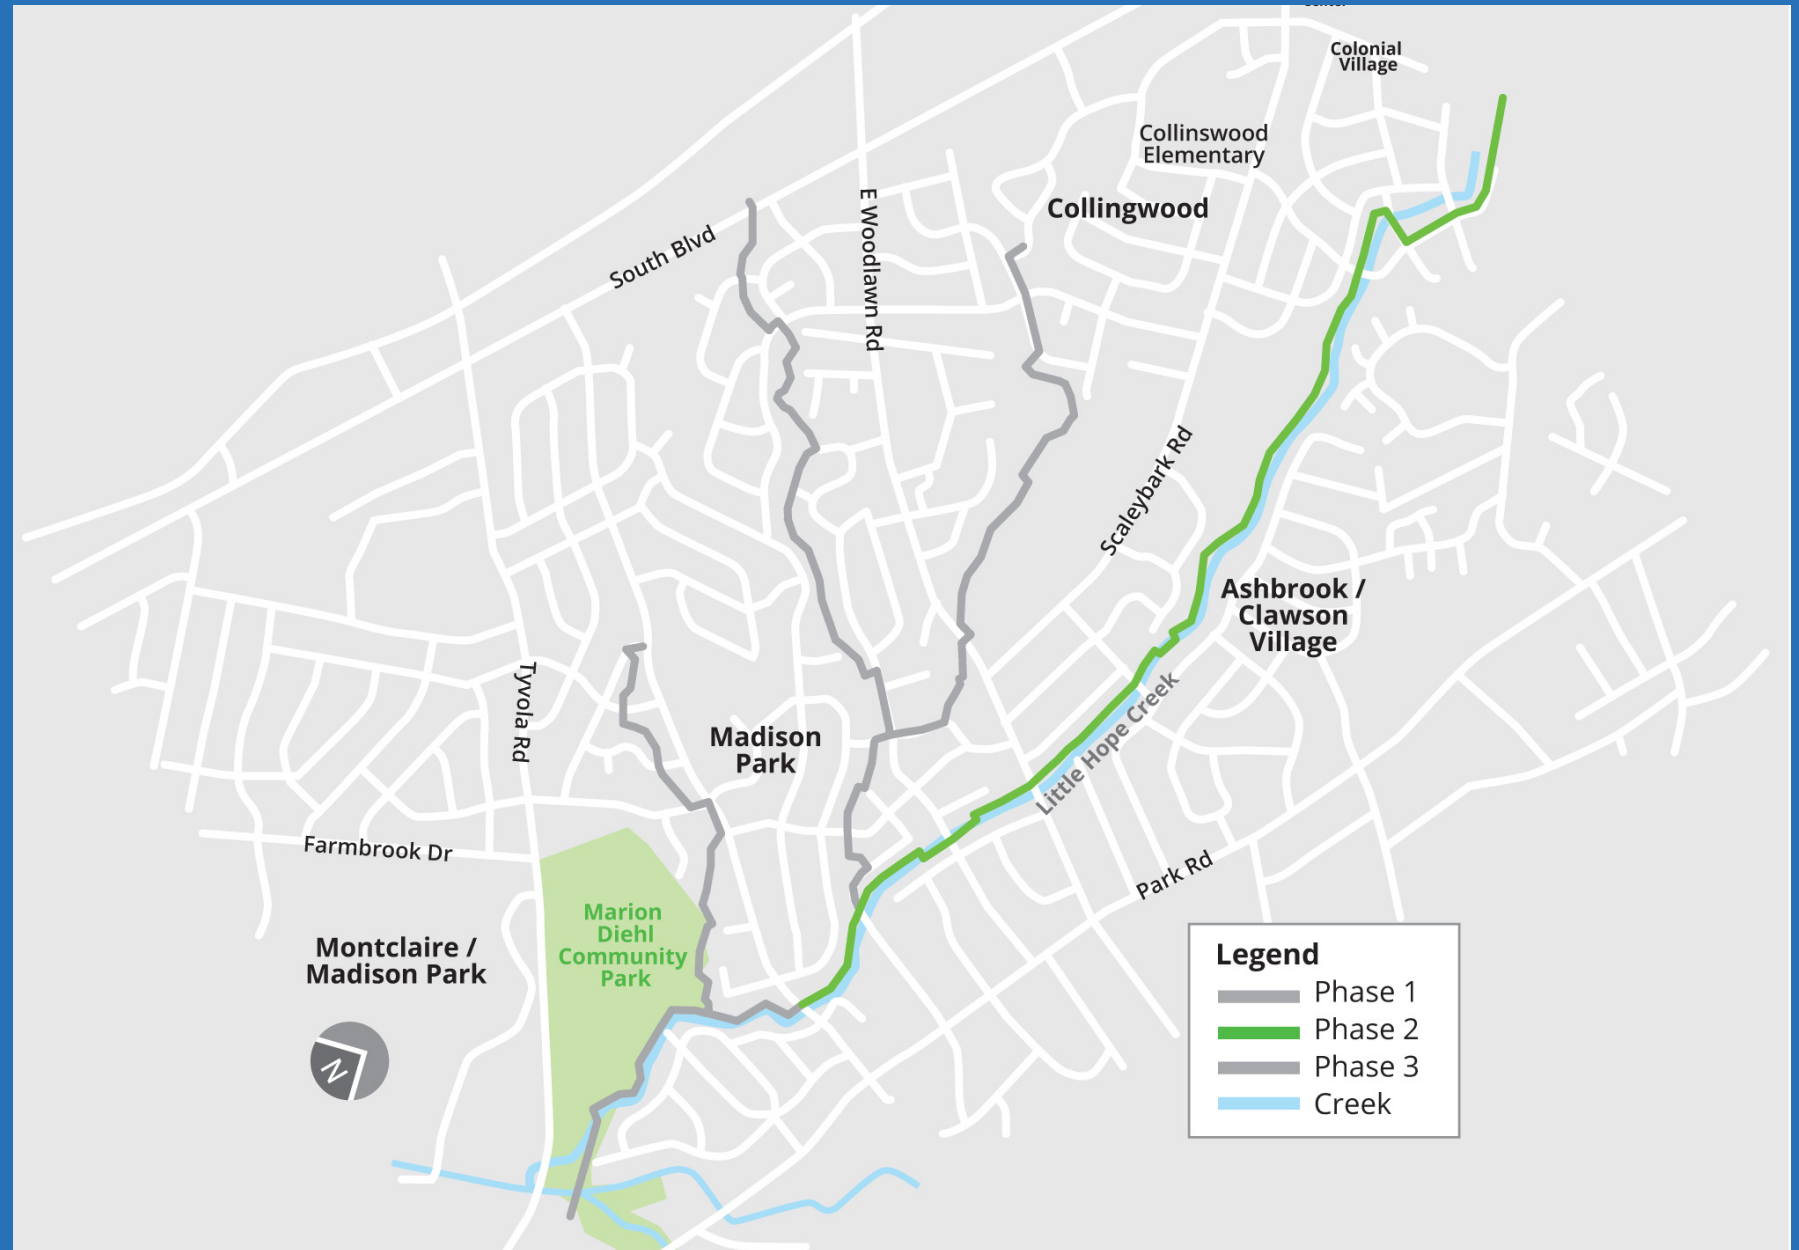 Center
Colonial
Village
Collinswood
Elementary
Collingwood
E Woodlawn Rd
South Blvd
Scaleybark Rd
Ashbrook /
Clawson
Village
Tyvola Rd
Little Hope Creek
Madison
Park
Farmbrook Dr
Park Rd
Marion
Diehl
Community
Park
Montclaire /
Madison Park
N
Legend
Phase 1
Phase 2
Phase 3
Creek